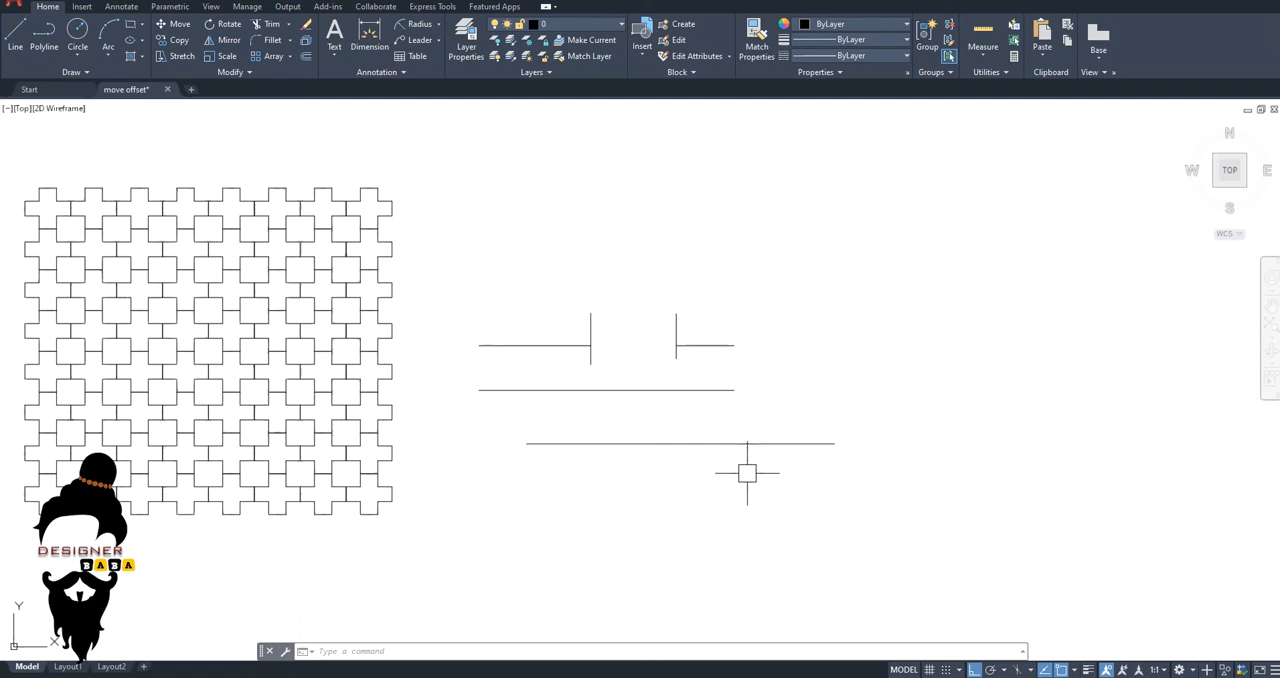 Home Insert Annotate Parametric View Manage Output Add-ins Collaborate Express Tools Featured Apps
Line Polyline Circle Arc
Move Rotate Trim
Copy Mirror Fillet
Stretch Scale Array
Text Dimension
Radius
Leader
Table
Layer Properties
0
Make Current
Match Layer
Insert
Create
Edit
Edit Attributes
Match Properties
ByLayer
ByLayer
ByLayer
Group Measure Paste Base
Draw Modify Annotation Layers Block Properties Groups Utilities Clipboard View
Start move offset*
[−][Top][2D Wireframe]
N
W TOP E
S
WCS
DESIGNER
BABA
Y
X
Type a command
Model Layout1 Layout2
MODEL 1:1